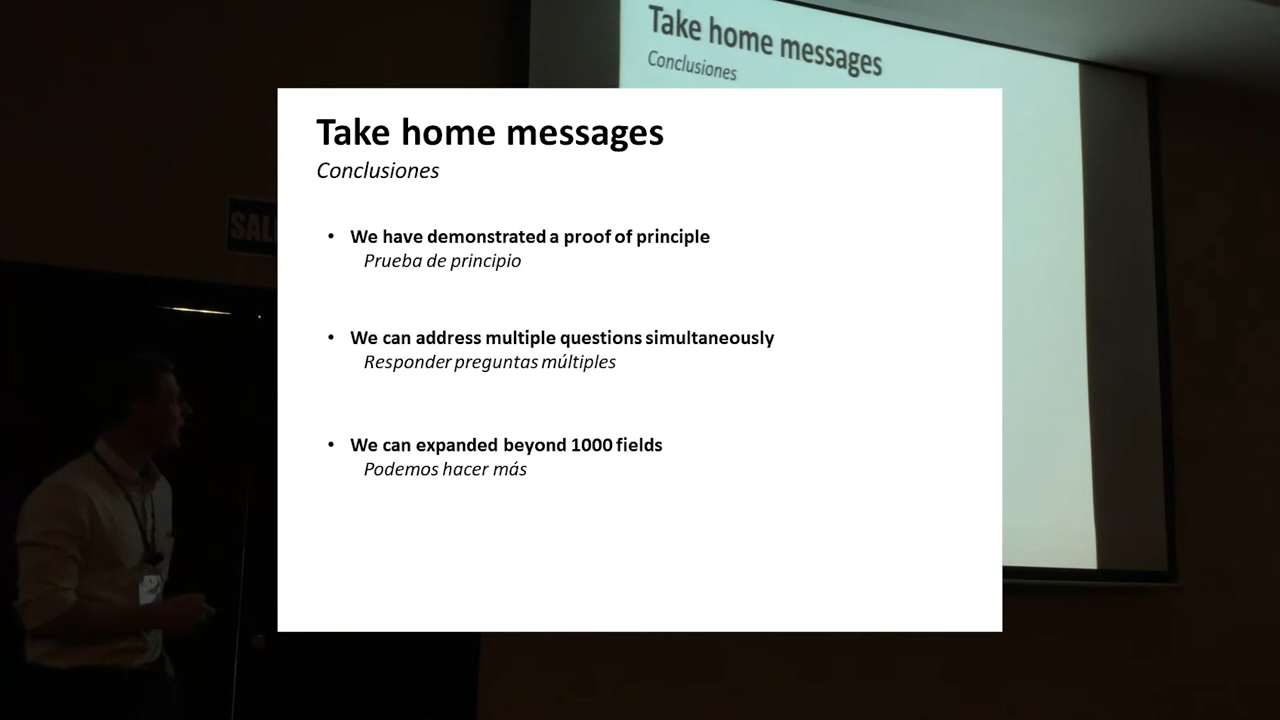 Take home messages
Conclusiones
SALI
Take home messages
Conclusiones
• We have demonstrated a proof of principle
Prueba de principio
• We can address multiple questions simultaneously
Responder preguntas múltiples
• We can expanded beyond 1000 fields
Podemos hacer más